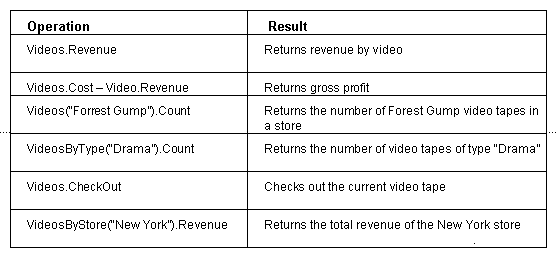 Operation Result
Videos.Revenue Returns revenue by video
Videos.Cost – Video.Revenue Returns gross profit
Videos("Forrest Gump").Count Returns the number of Forest Gump video tapes in
a store
VideosByType("Drama").Count Returns the number of video tapes of type "Drama"
Videos.CheckOut Checks out the current video tape
VideosByStore("New York").Revenue Returns the total revenue of the New York store